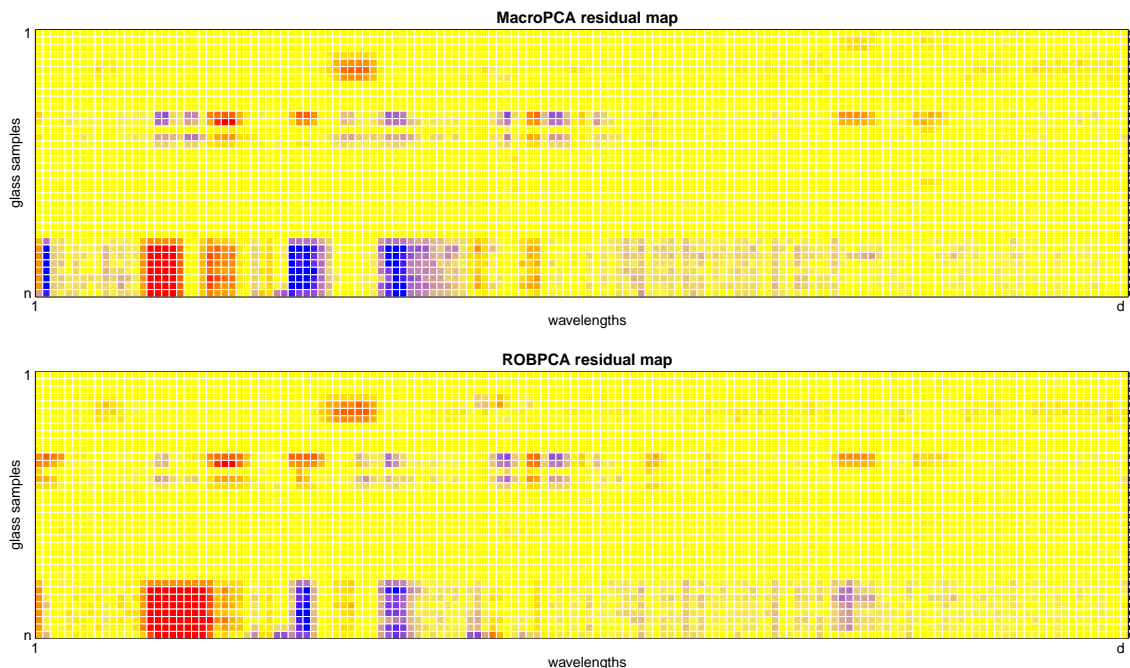 MacroPCA residual map
1
glass samples
n
1
d
wavelengths
ROBPCA residual map
1
glass samples
n
1
d
wavelengths